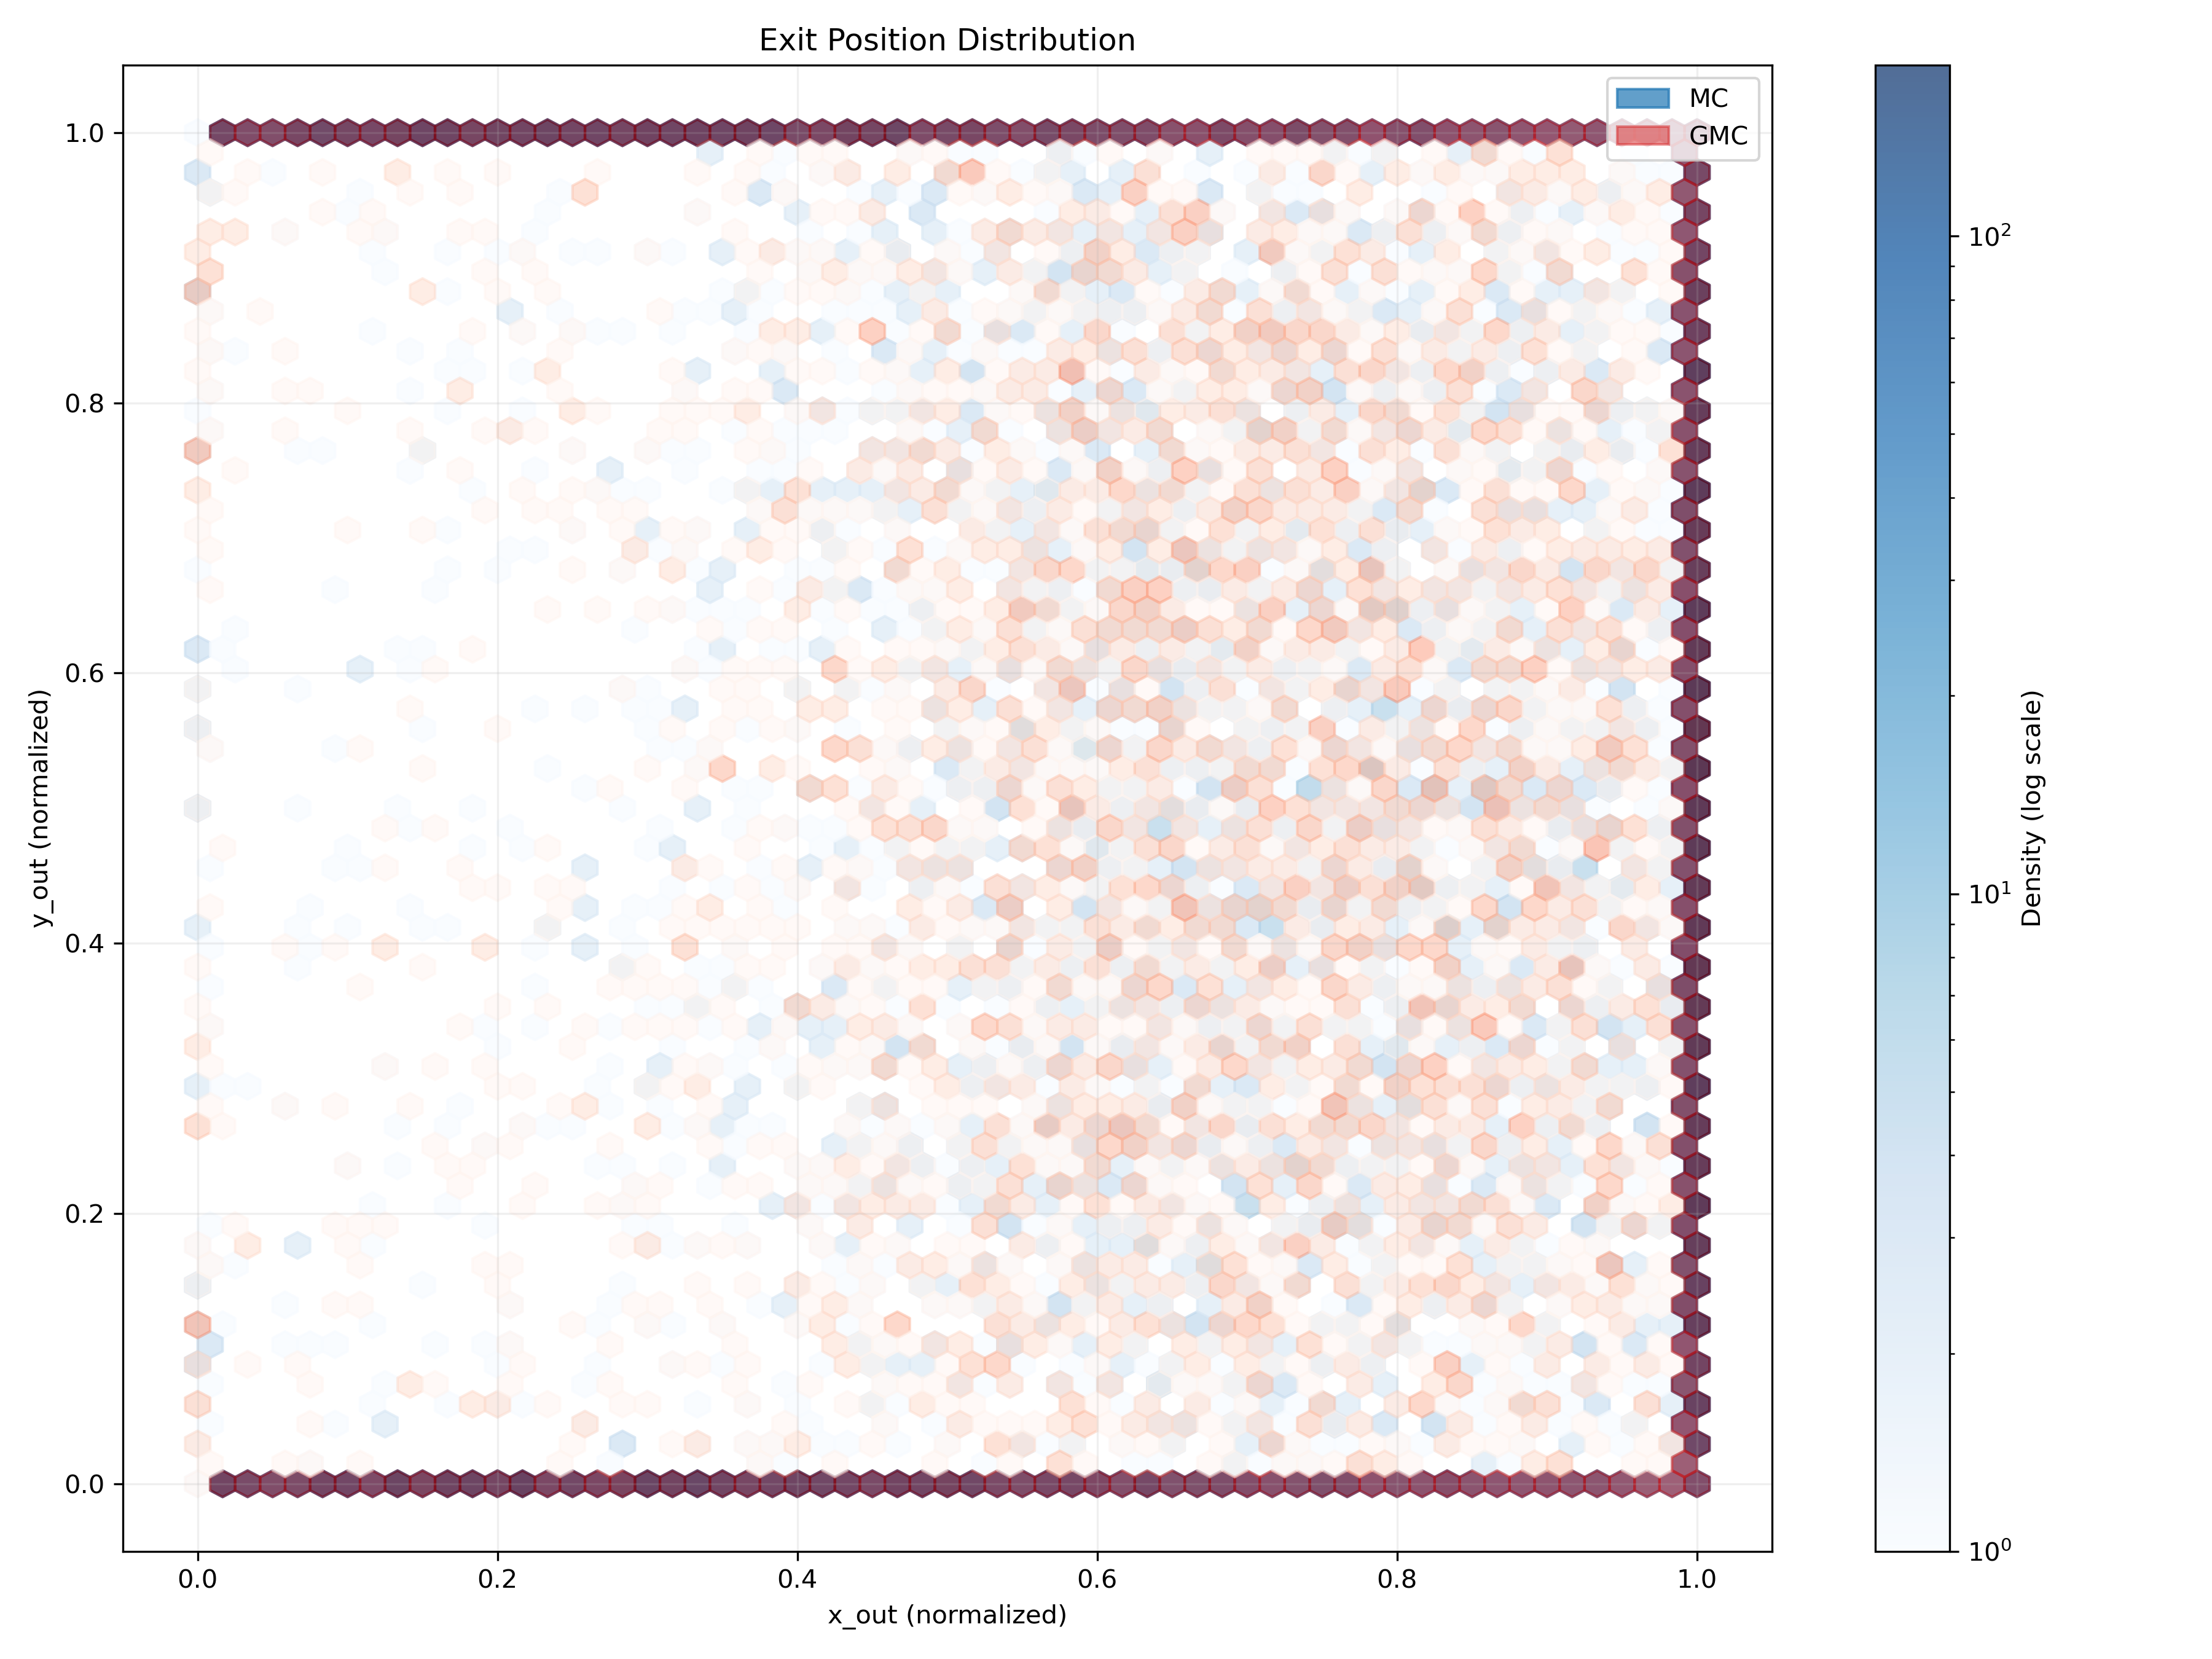 Exit Position Distribution
MC
GMC
1.0
0.8
0.6
0.4
0.2
0.0
y_out (normalized)
0.0 0.2 0.4 0.6 0.8 1.0
x_out (normalized)
10²
10¹
10⁰
Density (log scale)